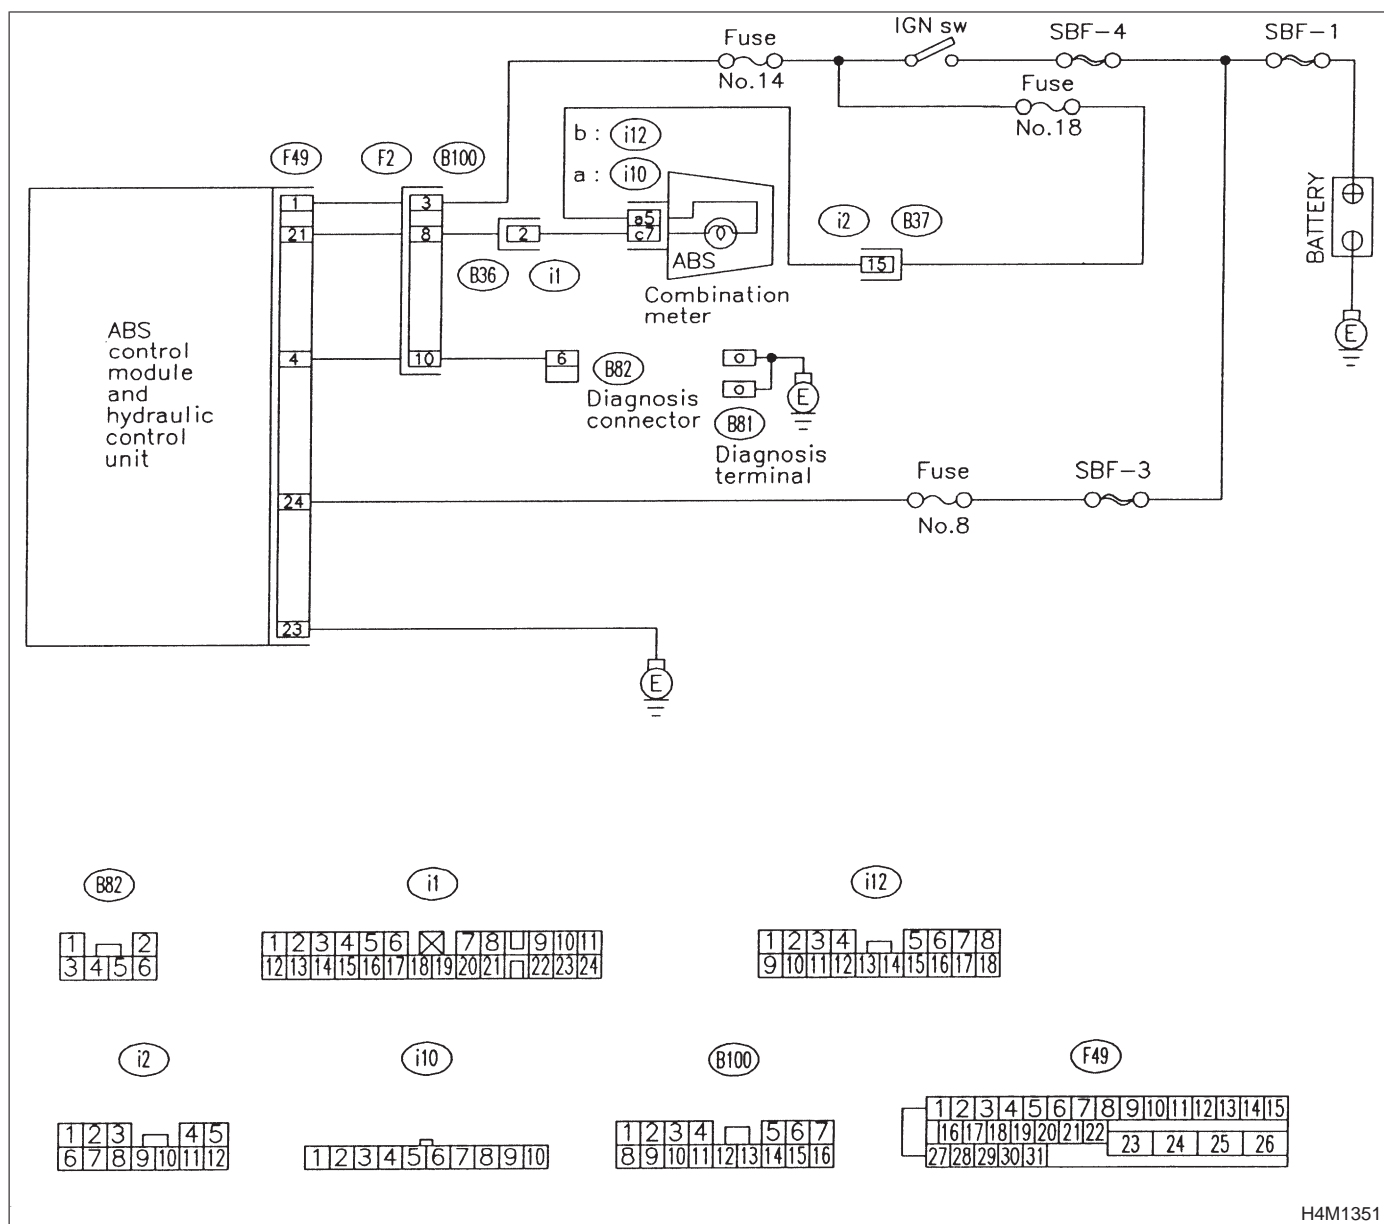 IGN sw
SBF-4
SBF-1
Fuse
No.14
Fuse
No.18
b : i12
a : i10
F49
F2
B100
1
3
21
8
2
a5
c7
ABS
B36
i1
Combination
meter
i2
B37
15
BATTERY
E
ABS
control
module
and
hydraulic
control
unit
4
10
6
B82
Diagnosis
connector
B81
Diagnosis
terminal
E
24
Fuse
No.8
SBF-3
23
E
B82
1 2
3 4 5 6
i1
1 2 3 4 5 6 7 8 9 10 11
12 13 14 15 16 17 18 19 20 21 22 23 24
i12
1 2 3 4 5 6 7 8
9 10 11 12 13 14 15 16 17 18
i2
1 2 3 4 5
6 7 8 9 10 11 12
i10
1 2 3 4 5 6 7 8 9 10
B100
1 2 3 4 5 6 7
8 9 10 11 12 13 14 15 16
F49
1 2 3 4 5 6 7 8 9 10 11 12 13 14 15
16 17 18 19 20 21 22 23 24 25 26
27 28 29 30 31
H4M1351